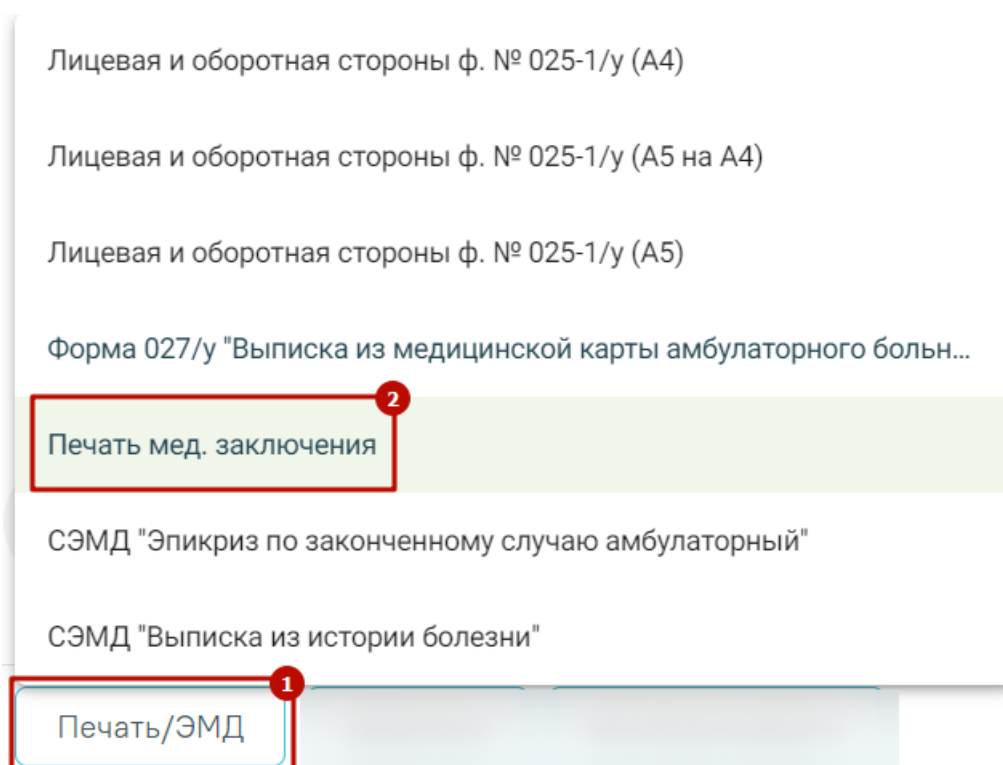 Лицевая и оборотная стороны ф. № 025-1/у (А4)
Лицевая и оборотная стороны ф. № 025-1/у (А5 на А4)
Лицевая и оборотная стороны ф. № 025-1/у (А5)
Форма 027/у "Выписка из медицинской карты амбулаторного больн...
2
Печать мед. заключения
СЭМД "Эпикриз по законченному случаю амбулаторный"
СЭМД "Выписка из истории болезни"
1
Печать/ЭМД